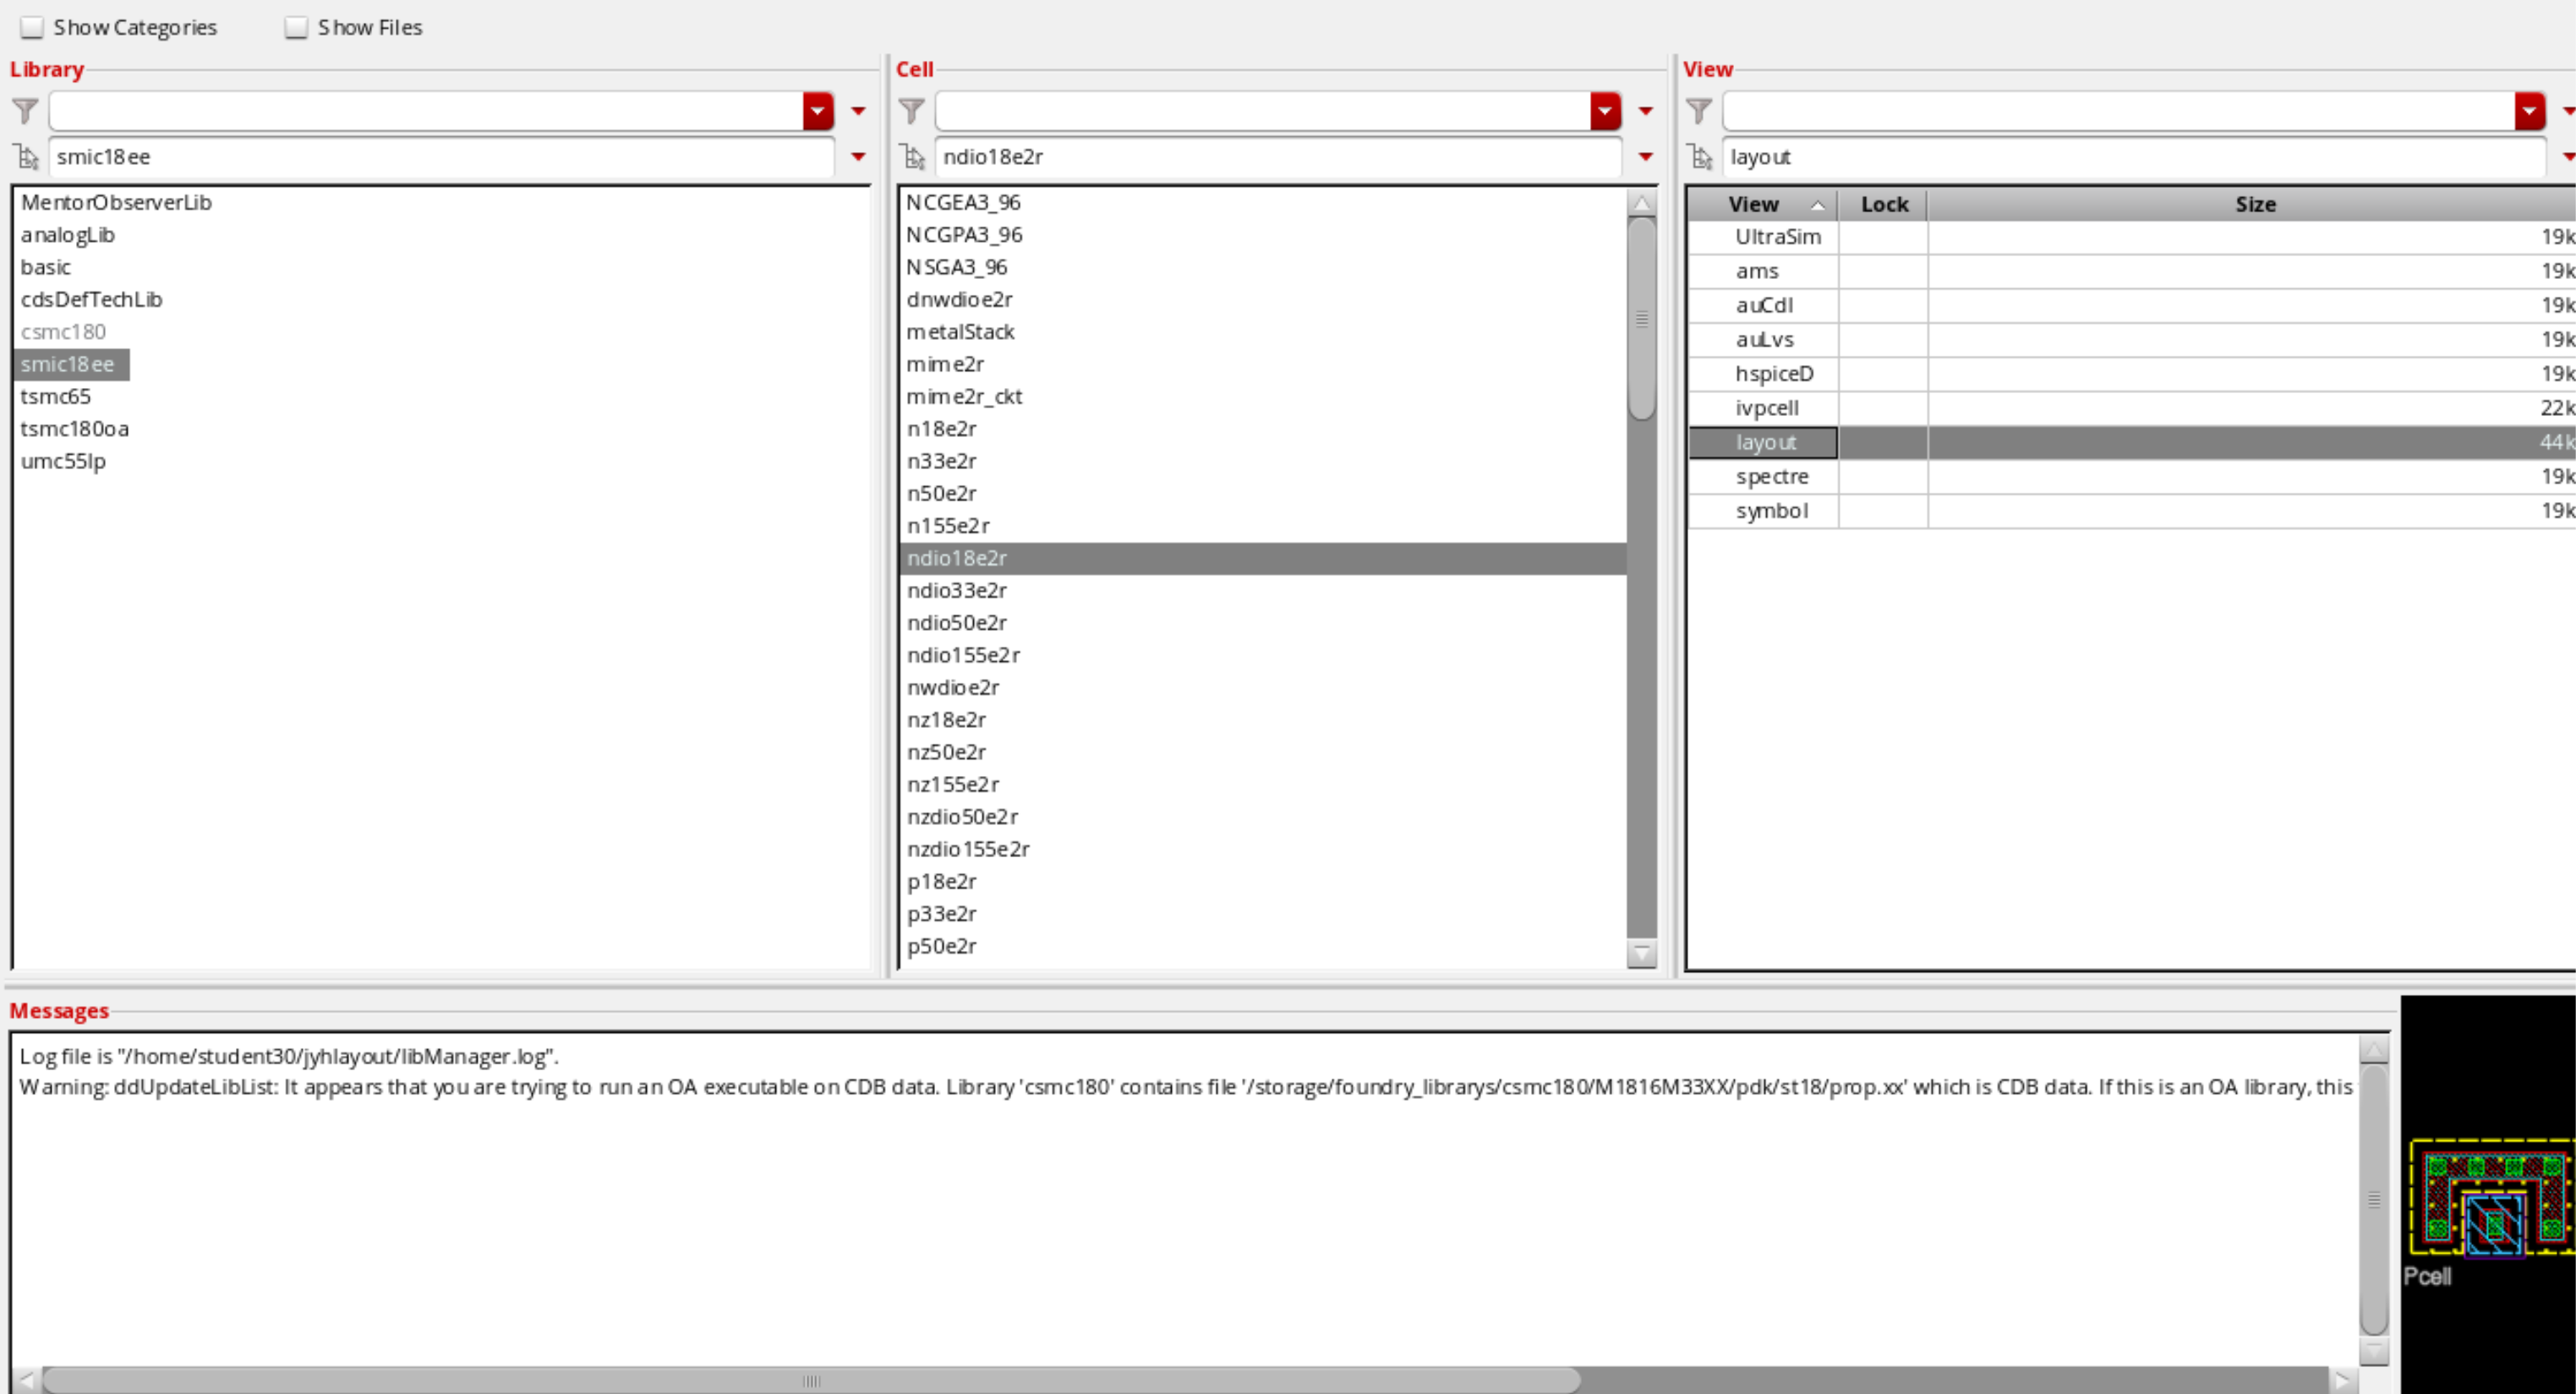 Show Categories Show Files
Library
smic18ee
MentorObserverLib
analogLib
basic
cdsDefTechLib
csmc180
smic18ee
tsmc65
tsmc180oa
umc55lp
Cell
ndio18e2r
NCGEA3_96
NCGPA3_96
NSGA3_96
dnwdioe2r
metalStack
mime2r
mime2r_ckt
n18e2r
n33e2r
n50e2r
n155e2r
ndio18e2r
ndio33e2r
ndio50e2r
ndio155e2r
nwdioe2r
nz18e2r
nz50e2r
nz155e2r
nzdio50e2r
nzdio155e2r
p18e2r
p33e2r
p50e2r
View
layout
View Lock Size
UltraSim 19k
ams 19k
auCdl 19k
auLvs 19k
hspiceD 19k
ivpcell 22k
layout 44k
spectre 19k
symbol 19k
Messages
Log file is "/home/student30/jyhlayout/libManager.log".
Warning: ddUpdateLibList: It appears that you are trying to run an OA executable on CDB data. Library 'csmc180' contains file '/storage/foundry_librarys/csmc180/M1816M33XX/pdk/st18/prop.xx' which is CDB data. If this is an OA library, this
Pcell